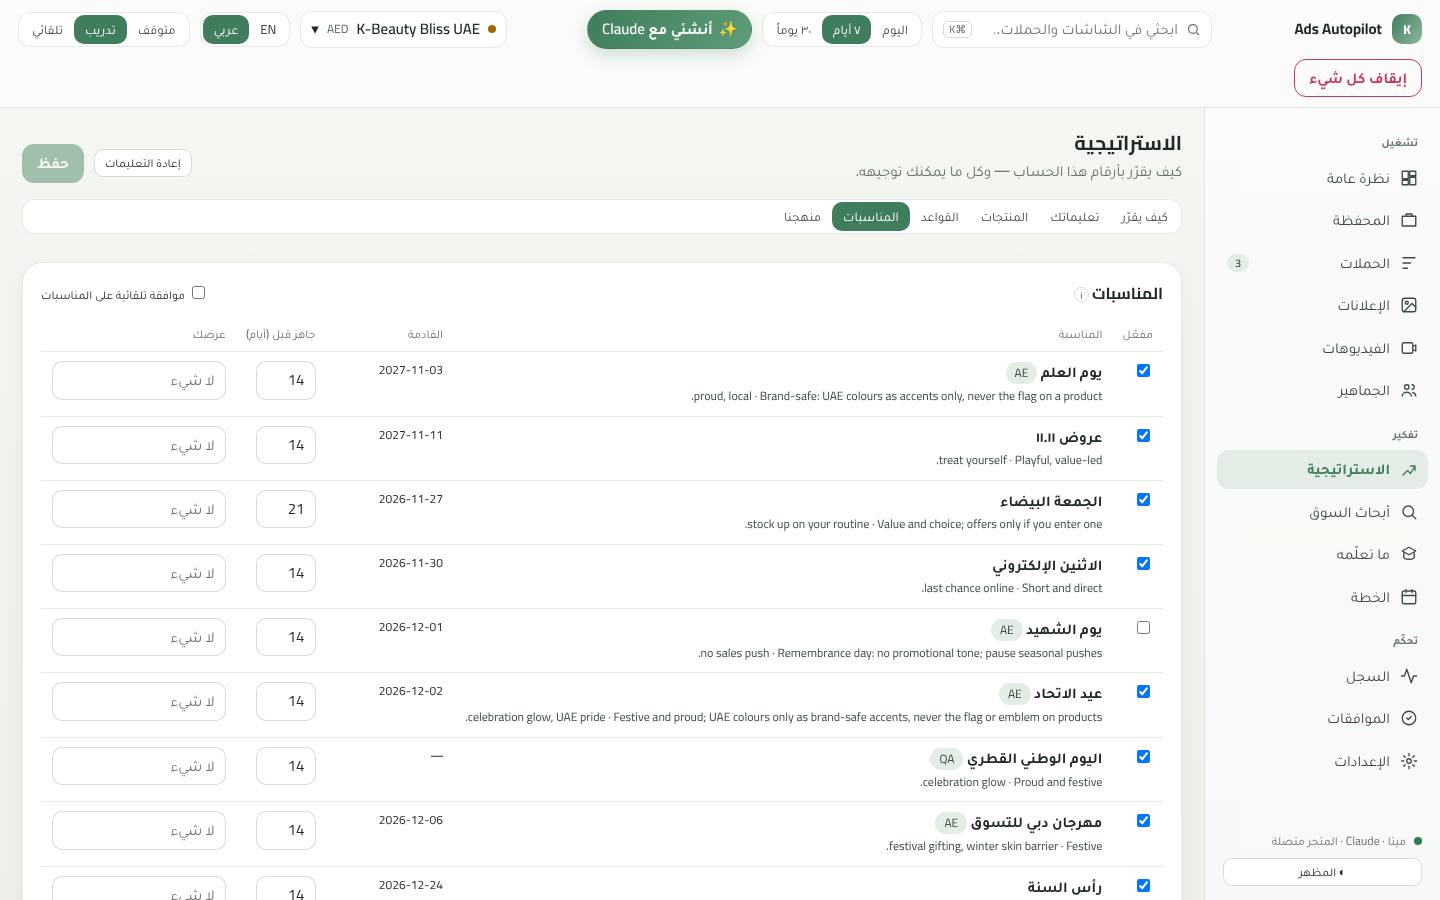 K Ads Autopilot
ابحثي في الشاشات والحملات.. ⌘K
اليوم ٧ أيام ٣٠ يوماً
✨ أنشئي مع Claude
K-Beauty Bliss UAE AED ▾
EN عربي
متوقف تدريب تلقائي
إيقاف كل شيء
تشغيل
نظرة عامة
المحفظة
الحملات 3
الإعلانات
الفيديوهات
الجماهير
تفكير
الاستراتيجية
أبحاث السوق
ما تعلّمه
الخطة
تحكّم
السجل
الموافقات
الإعدادات
ميتا · Claude · المتجر متصلة
المظهر
الاستراتيجية
كيف يقرّر بأرقام هذا الحساب — وكل ما يمكنك توجيهه.
إعادة التعليمات حفظ
كيف يقرّر تعليماتك المنتجات القواعد المناسبات منهجنا
المناسبات i
موافقة تلقائية على المناسبات
مفعّل المناسبة القادمة جاهز قبل (أيام) عرضك
يوم العلم AE 2027-11-03 14 لا شيء
proud, local · Brand-safe: UAE colours as accents only, never the flag on a product.
عروض ١١.١١ 2027-11-11 14 لا شيء
treat yourself · Playful, value-led.
الجمعة البيضاء 2026-11-27 21 لا شيء
stock up on your routine · Value and choice; offers only if you enter one.
الاثنين الإلكتروني 2026-11-30 14 لا شيء
last chance online · Short and direct.
يوم الشهيد AE 2026-12-01 14 لا شيء
no sales push · Remembrance day: no promotional tone; pause seasonal pushes.
عيد الاتحاد AE 2026-12-02 14 لا شيء
celebration glow, UAE pride · Festive and proud; UAE colours only as brand-safe accents, never the flag or emblem on products.
اليوم الوطني القطري QA — 14 لا شيء
celebration glow · Proud and festive.
مهرجان دبي للتسوق AE 2026-12-06 14 لا شيء
festival gifting, winter skin barrier · Festive.
رأس السنة 2026-12-24 14 لا شيء